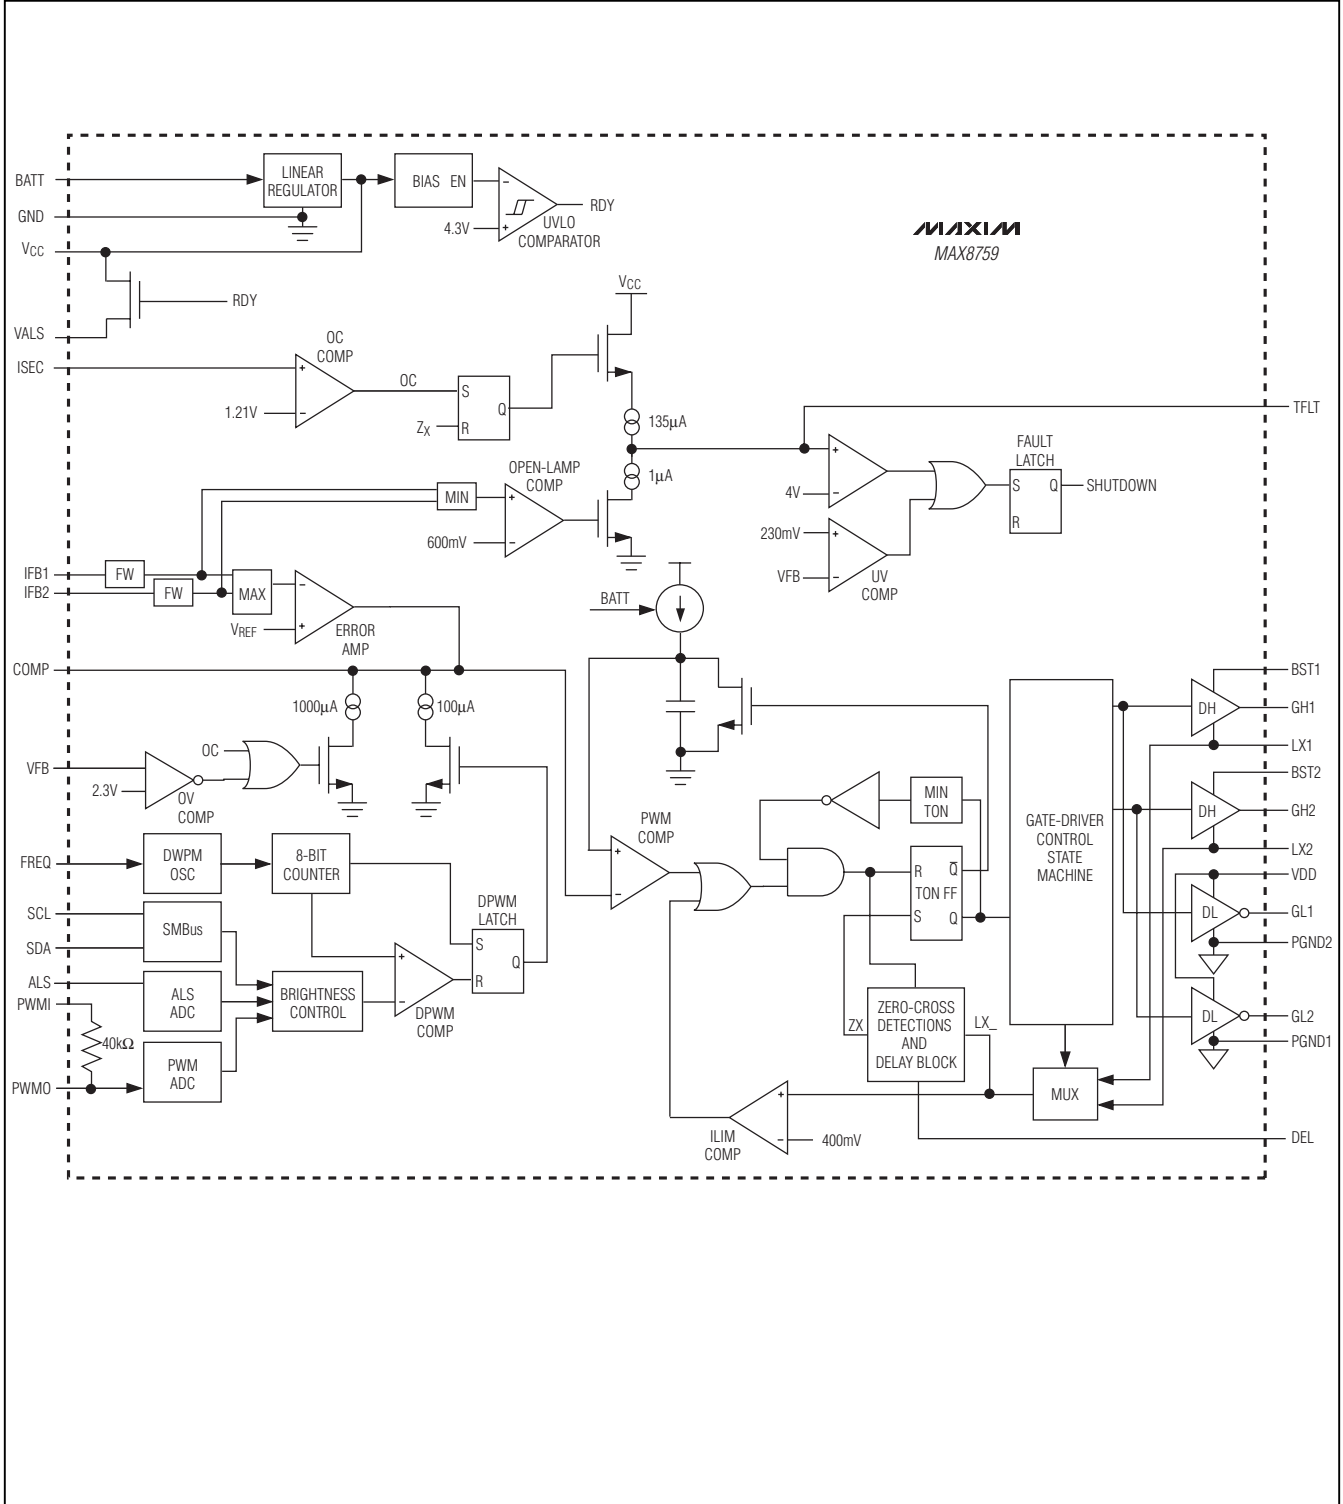 BATT
LINEAR
REGULATOR
BIAS EN
GND
4.3V
-
+
RDY
UVLO
COMPARATOR
MAXIM
MAX8759
VCC
RDY
VALS
VCC
OC
COMP
ISEC
+
-
1.21V
OC
S
R
Q
ZX
135µA
1µA
TFLT
OPEN-LAMP
COMP
MIN
+
-
600mV
+
-
4V
FAULT
LATCH
S
Q
R
SHUTDOWN
230mV
+
-
VFB
UV
COMP
IFB1
FW
IFB2
FW
MAX
-
+
VREF
ERROR
AMP
BATT
COMP
1000µA
100µA
BST1
DH
GH1
LX1
VFB
OC
2.3V
OV
COMP
BST2
DH
GH2
LX2
MIN
TON
PWM
COMP
+
-
GATE-DRIVER
CONTROL
STATE
MACHINE
FREQ
DWPM
OSC
8-BIT
COUNTER
R
Q̅
TON FF
S
Q
VDD
DL
GL1
PGND2
SCL
SDA
SMBus
DPWM
LATCH
S
R
Q
+
-
DPWM
COMP
ALS
ALS
ADC
BRIGHTNESS
CONTROL
PWMI
40kΩ
PWM
ADC
PWMO
ZX
ZERO-CROSS
DETECTIONS
AND
DELAY BLOCK
LX_
DL
GL2
PGND1
MUX
+
-
400mV
ILIM
COMP
DEL